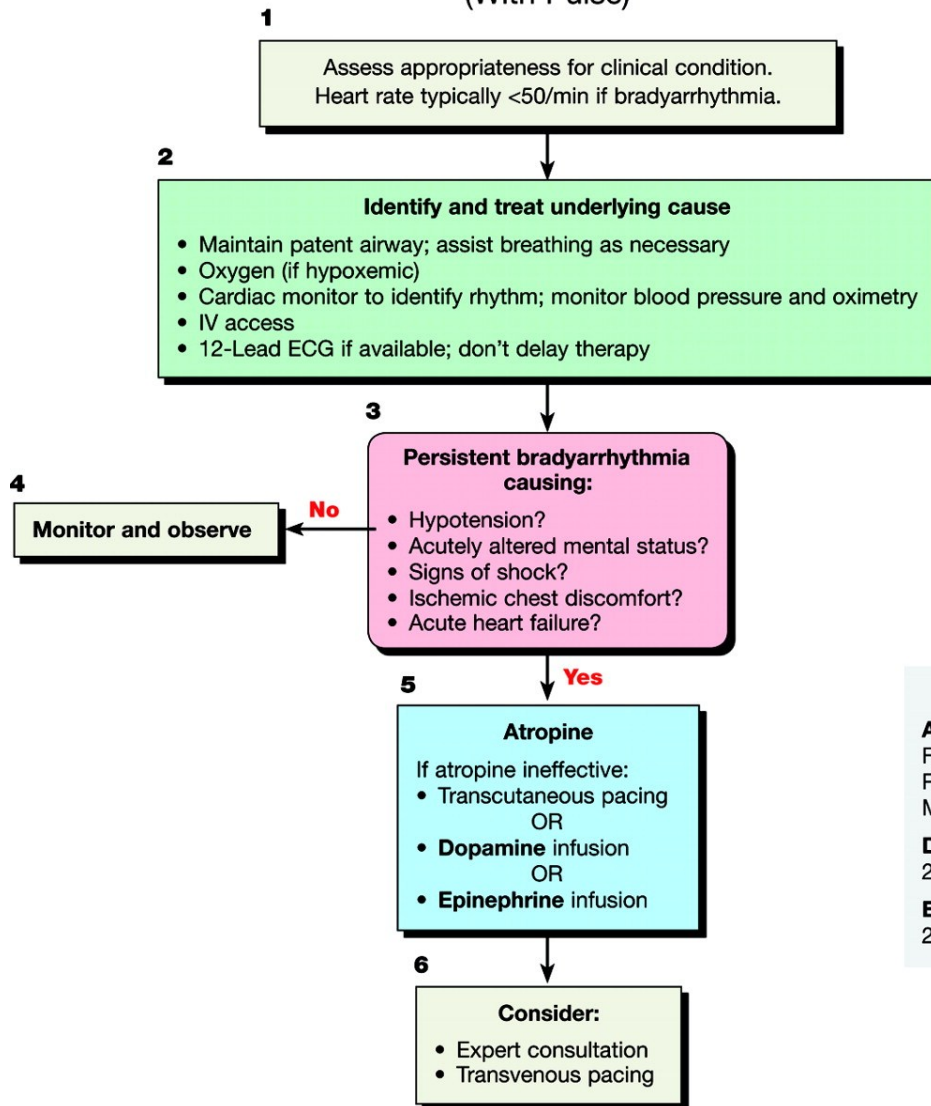 (With Pulse)
1
Assess appropriateness for clinical condition.
Heart rate typically <50/min if bradyarrhythmia.
2
Identify and treat underlying cause
• Maintain patent airway; assist breathing as necessary
• Oxygen (if hypoxemic)
• Cardiac monitor to identify rhythm; monitor blood pressure and oximetry
• IV access
• 12-Lead ECG if available; don't delay therapy
3
Persistent bradyarrhythmia
causing:
• Hypotension?
• Acutely altered mental status?
• Signs of shock?
• Ischemic chest discomfort?
• Acute heart failure?
4
Monitor and observe
No
Yes
5
Atropine
If atropine ineffective:
• Transcutaneous pacing
OR
• Dopamine infusion
OR
• Epinephrine infusion
6
Consider:
• Expert consultation
• Transvenous pacing